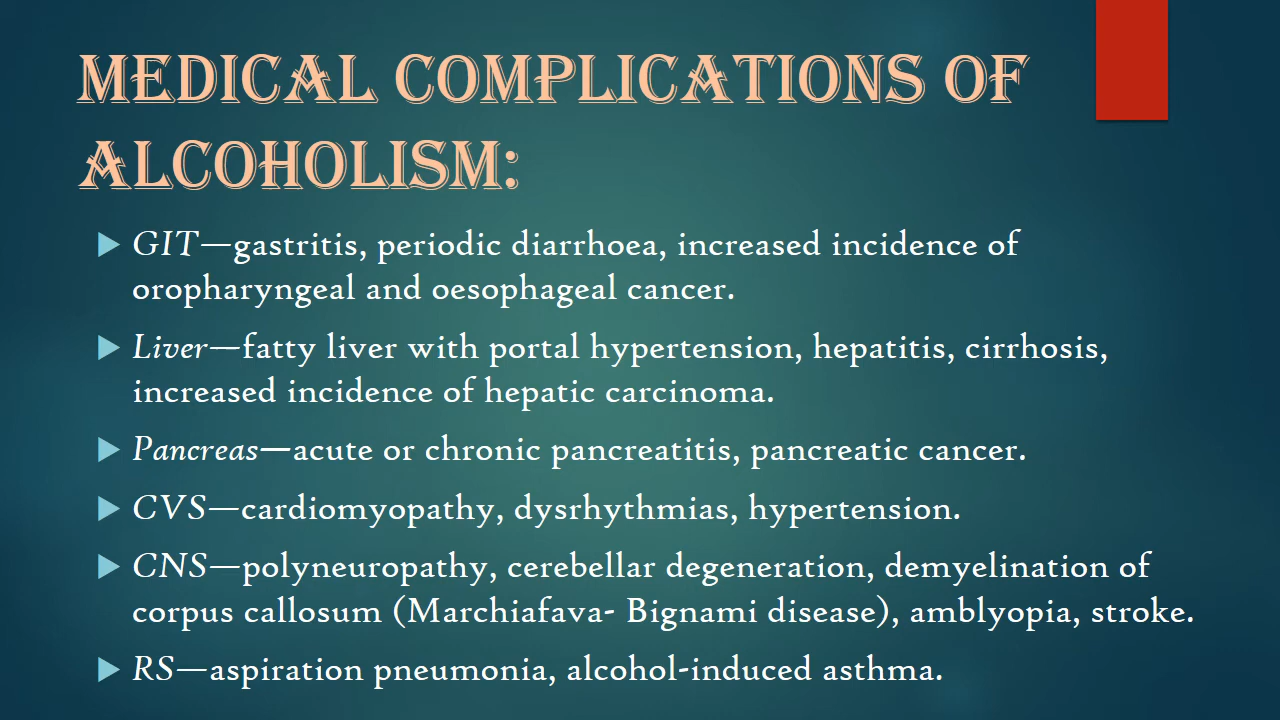 MEDICAL COMPLICATIONS OF
ALCOHOLISM:
GIT—gastritis, periodic diarrhoea, increased incidence of
oropharyngeal and oesophageal cancer.
Liver—fatty liver with portal hypertension, hepatitis, cirrhosis,
increased incidence of hepatic carcinoma.
Pancreas—acute or chronic pancreatitis, pancreatic cancer.
CVS—cardiomyopathy, dysrhythmias, hypertension.
CNS—polyneuropathy, cerebellar degeneration, demyelination of
corpus callosum (Marchiafava- Bignami disease), amblyopia, stroke.
RS—aspiration pneumonia, alcohol-induced asthma.